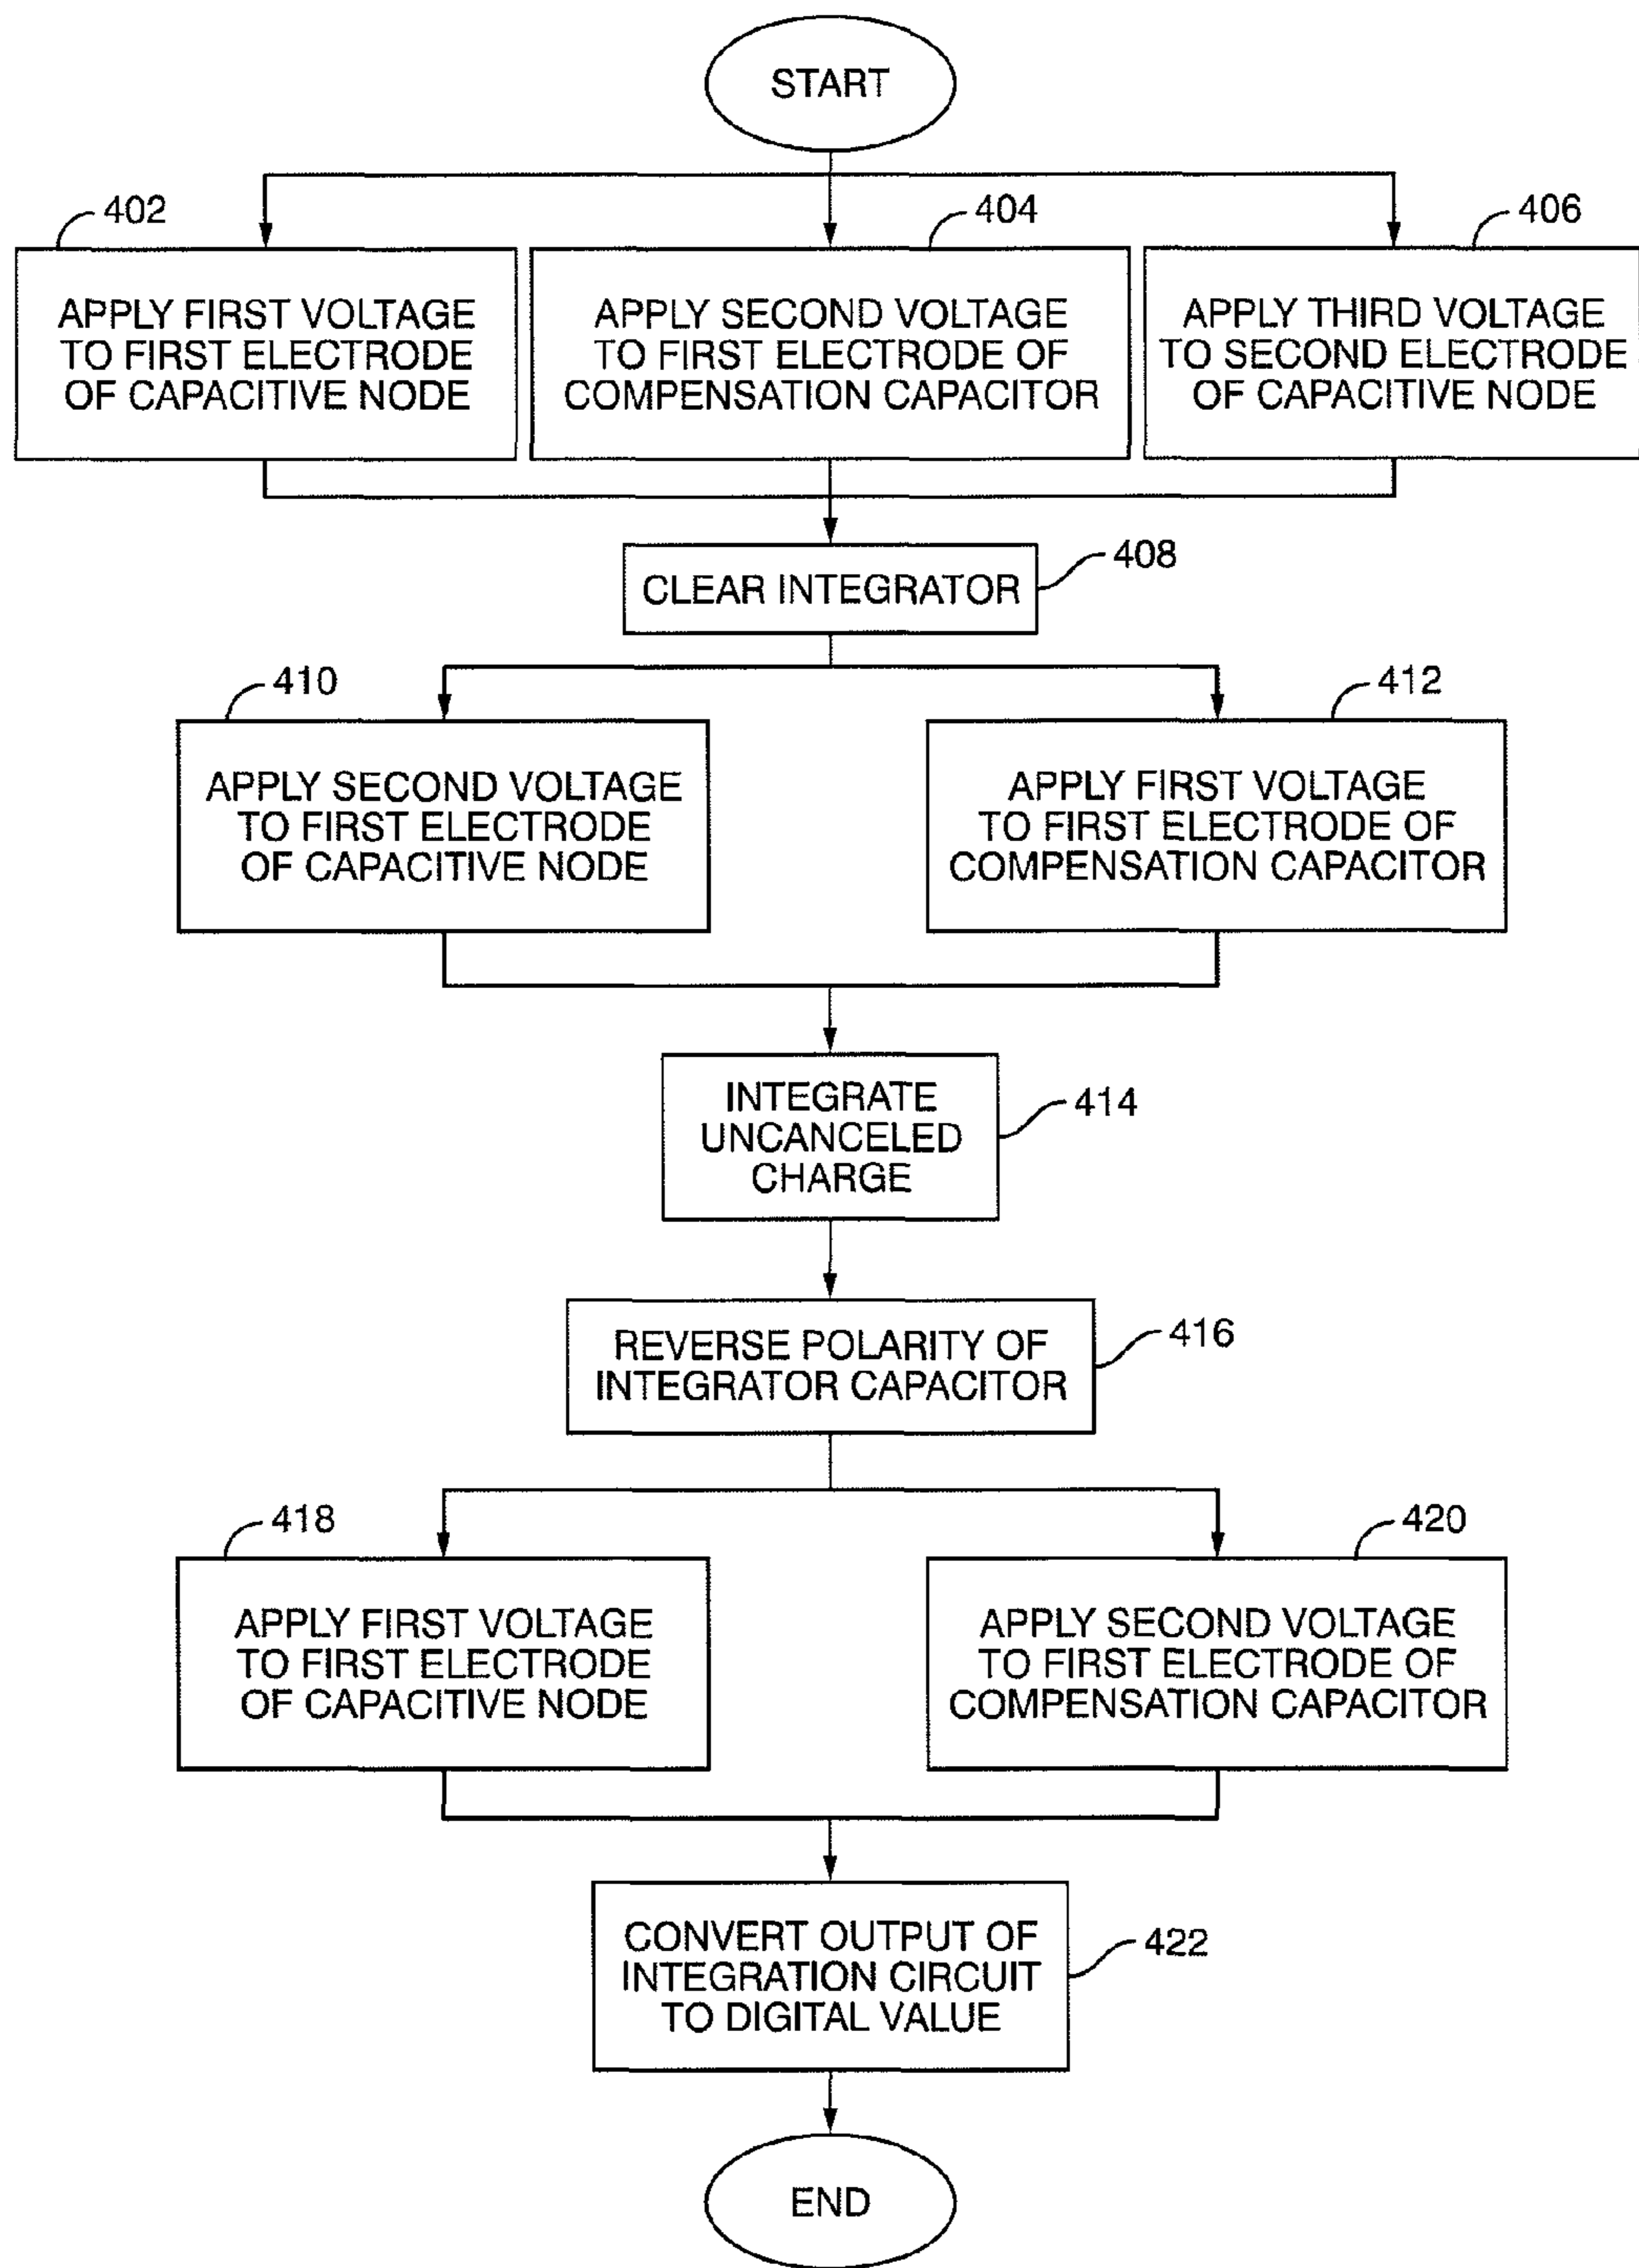 START
402
404
406
APPLY FIRST VOLTAGE
TO FIRST ELECTRODE
OF CAPACITIVE NODE
APPLY SECOND VOLTAGE
TO FIRST ELECTRODE OF
COMPENSATION CAPACITOR
APPLY THIRD VOLTAGE
TO SECOND ELECTRODE
OF CAPACITIVE NODE
408
CLEAR INTEGRATOR
410
412
APPLY SECOND VOLTAGE
TO FIRST ELECTRODE
OF CAPACITIVE NODE
APPLY FIRST VOLTAGE
TO FIRST ELECTRODE OF
COMPENSATION CAPACITOR
INTEGRATE
UNCANCELED
CHARGE
414
REVERSE POLARITY OF
INTEGRATOR CAPACITOR
416
418
420
APPLY FIRST VOLTAGE
TO FIRST ELECTRODE
OF CAPACITIVE NODE
APPLY SECOND VOLTAGE
TO FIRST ELECTRODE OF
COMPENSATION CAPACITOR
CONVERT OUTPUT OF
INTEGRATION CIRCUIT
TO DIGITAL VALUE
422
END